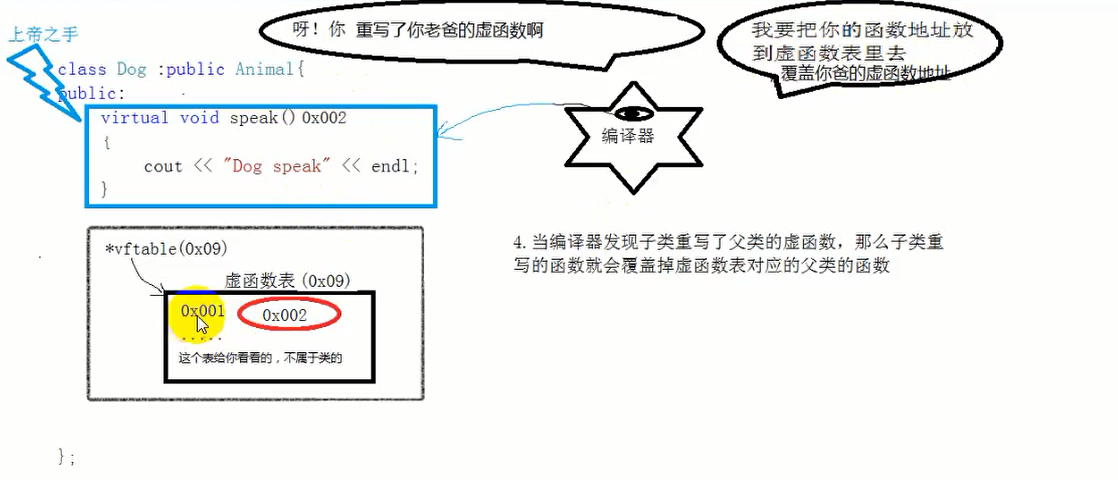 上帝之手
呀！你 重写了你老爸的虚函数啊
我要把你的函数地址放
到虚函数表里去
覆盖你爸的虚函数地址
class Dog :public Animal{
public:
virtual void speak() 0x002
{
cout << "Dog speak" << endl;
}
编译器
*vftable(0x09)
虚函数表(0x09)
0x001 0x002
.....
这个表给你看看的，不属于类的
4. 当编译器发现子类重写了父类的虚函数，那么子类重
写的函数就会覆盖掉虚函数表对应的父类的函数
};